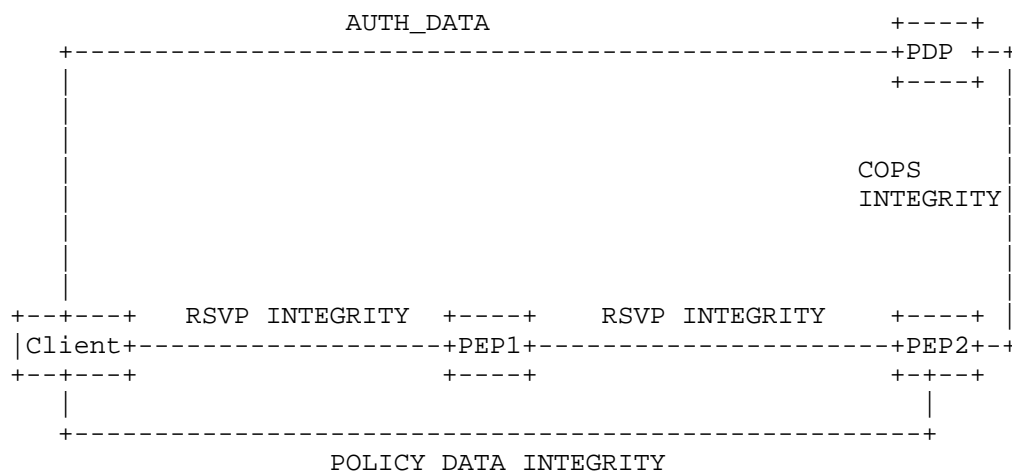 AUTH_DATA
PDP
COPS
INTEGRITY
RSVP INTEGRITY RSVP INTEGRITY
Client PEP1 PEP2
POLICY DATA INTEGRITY